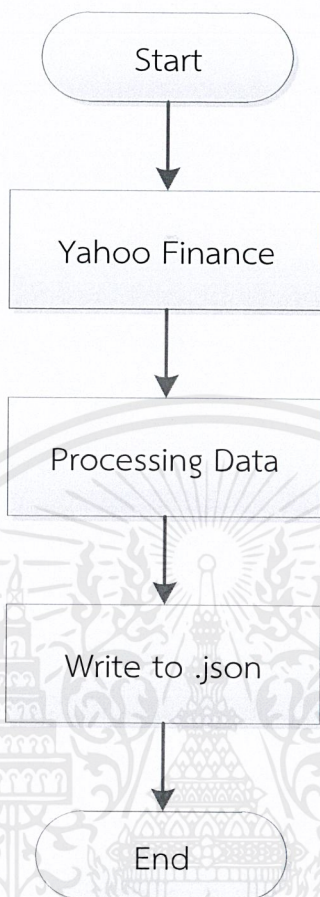 Start
Yahoo Finance
Processing Data
Write to .json
End